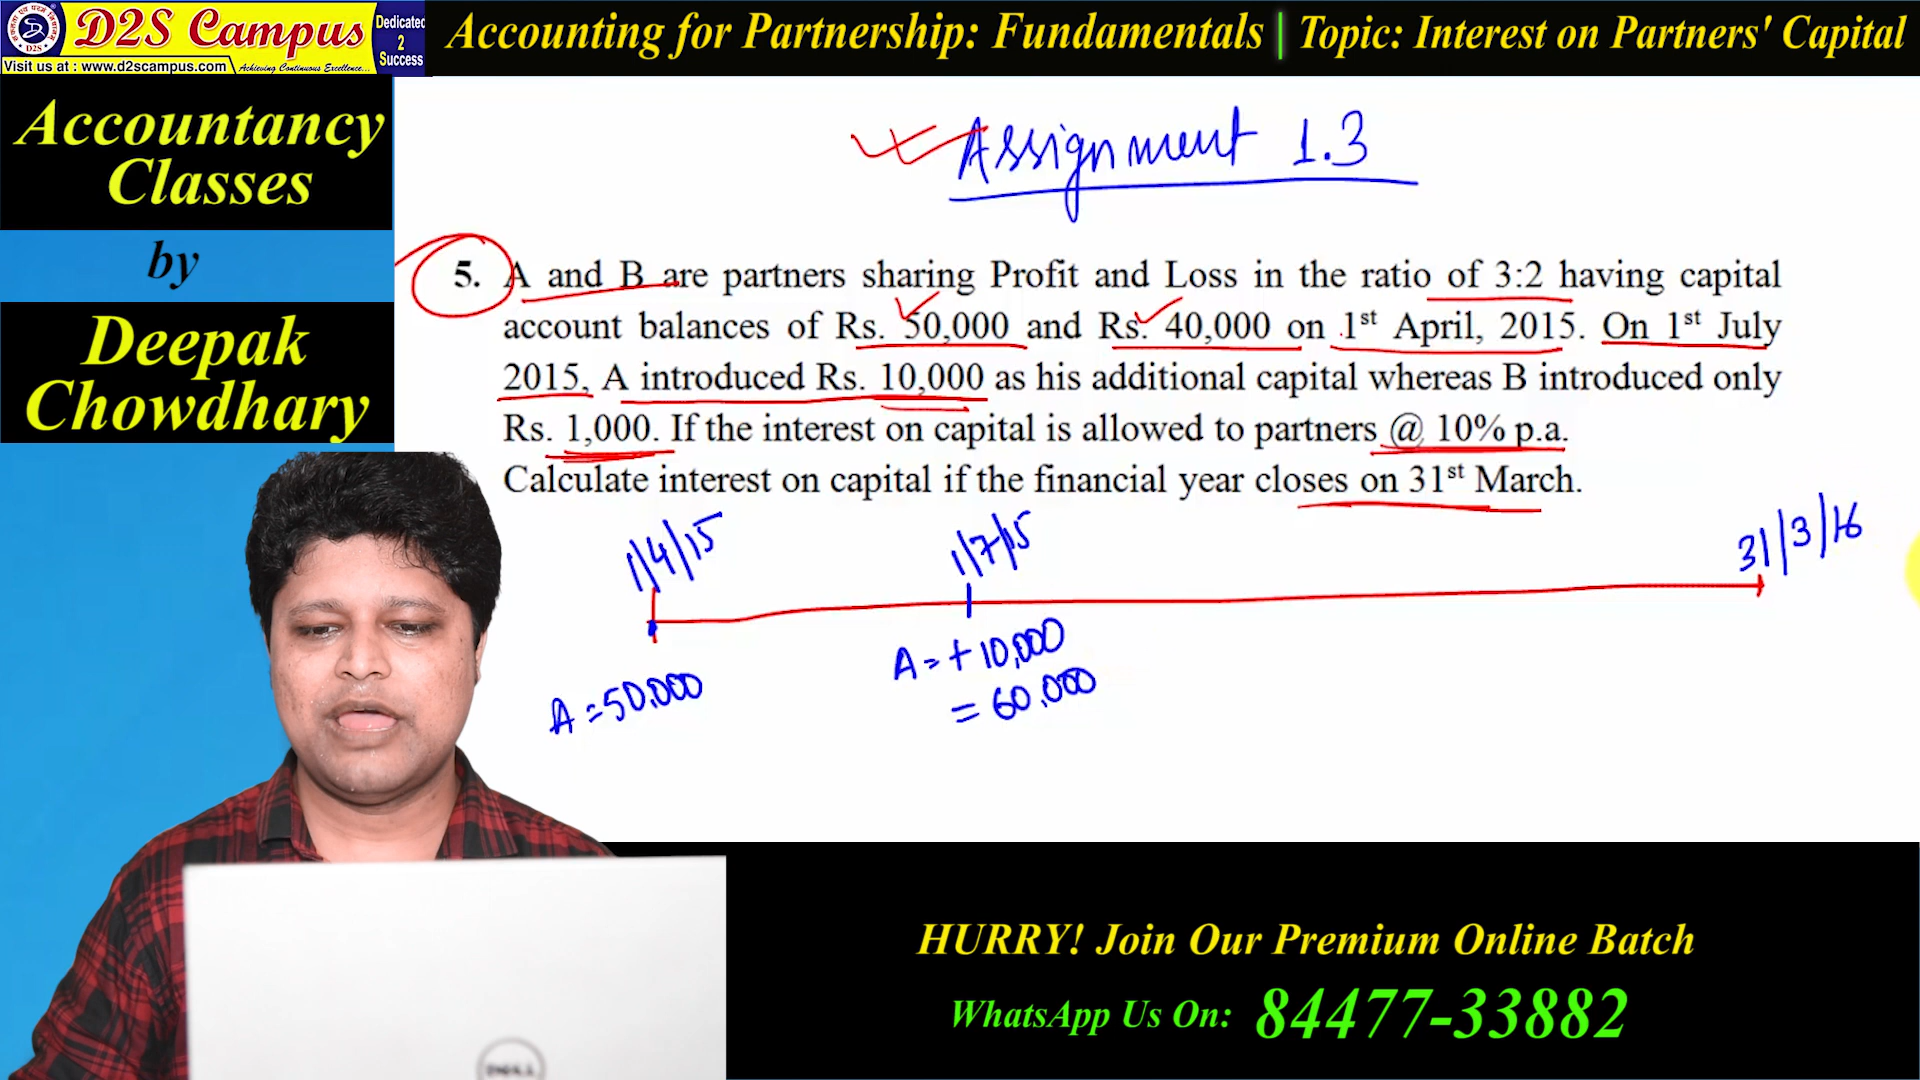 D2S Campus
Dedicated
2
Success
D2S
Visit us at : www.d2scampus.com
Achieving Continuous Excellence...
Accounting for Partnership: Fundamentals | Topic: Interest on Partners' Capital
Accountancy
Classes
by
Deepak
Chowdhary
Assignment 1.3
5. A and B are partners sharing Profit and Loss in the ratio of 3:2 having capital
account balances of Rs. 50,000 and Rs. 40,000 on 1st April, 2015. On 1st July
2015, A introduced Rs. 10,000 as his additional capital whereas B introduced only
Rs. 1,000. If the interest on capital is allowed to partners @ 10% p.a.
Calculate interest on capital if the financial year closes on 31st March.
1/4/15 1/7/15 31/3/16
A = 50,000
A = + 10,000
= 60,000
DELL
HURRY! Join Our Premium Online Batch
WhatsApp Us On: 84477-33882